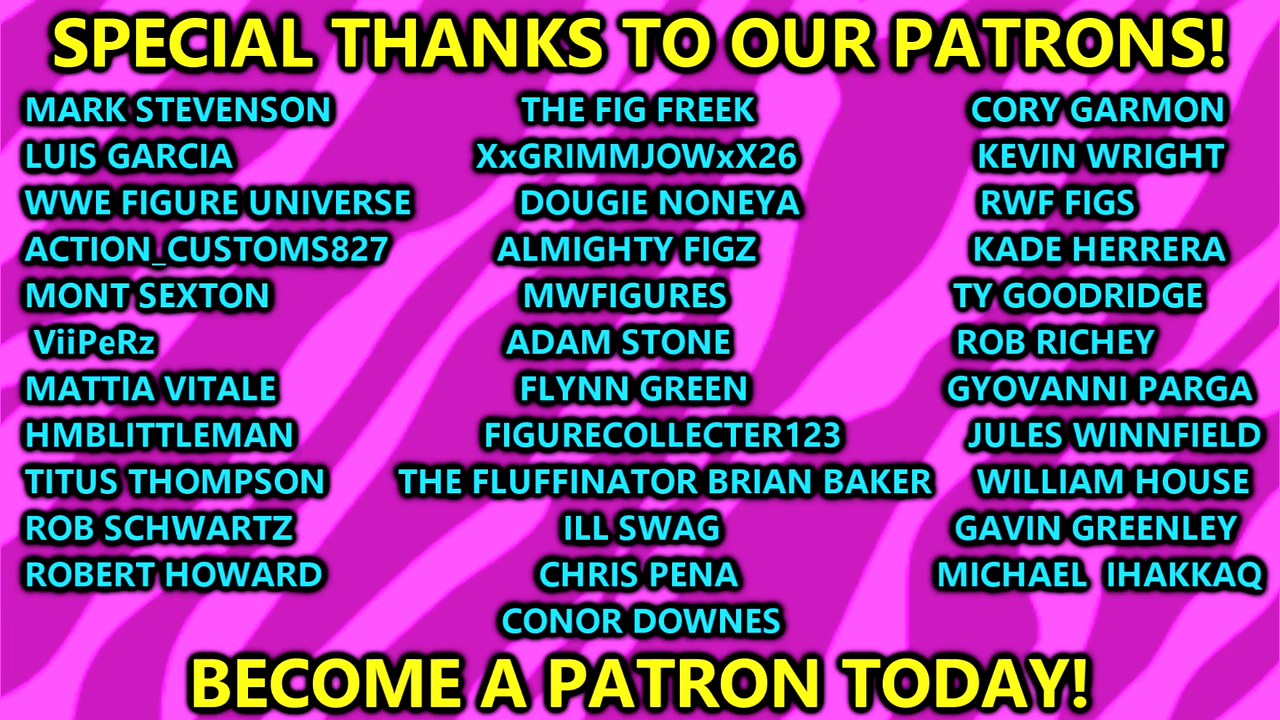 SPECIAL THANKS TO OUR PATRONS!
MARK STEVENSON THE FIG FREEK CORY GARMON
LUIS GARCIA XxGRIMMJOWxX26 KEVIN WRIGHT
WWE FIGURE UNIVERSE DOUGIE NONEYA RWF FIGS
ACTION_CUSTOMS827 ALMIGHTY FIGZ KADE HERRERA
MONT SEXTON MWFIGURES TY GOODRIDGE
ViiPeRz ADAM STONE ROB RICHEY
MATTIA VITALE FLYNN GREEN GYOVANNI PARGA
HMBLITTLEMAN FIGURECOLLECTER123 JULES WINNFIELD
TITUS THOMPSON THE FLUFFINATOR BRIAN BAKER WILLIAM HOUSE
ROB SCHWARTZ ILL SWAG GAVIN GREENLEY
ROBERT HOWARD CHRIS PENA MICHAEL IHAKKAQ
CONOR DOWNES
BECOME A PATRON TODAY!